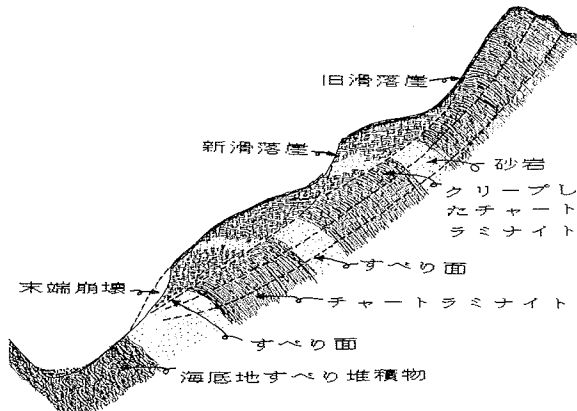 旧滑落崖
新滑落崖
砂岩
クリープし
たチャート
ラミナイト
すべり面
末端崩壊
チャートラミナイト
すべり面
海底地すべり堆積物